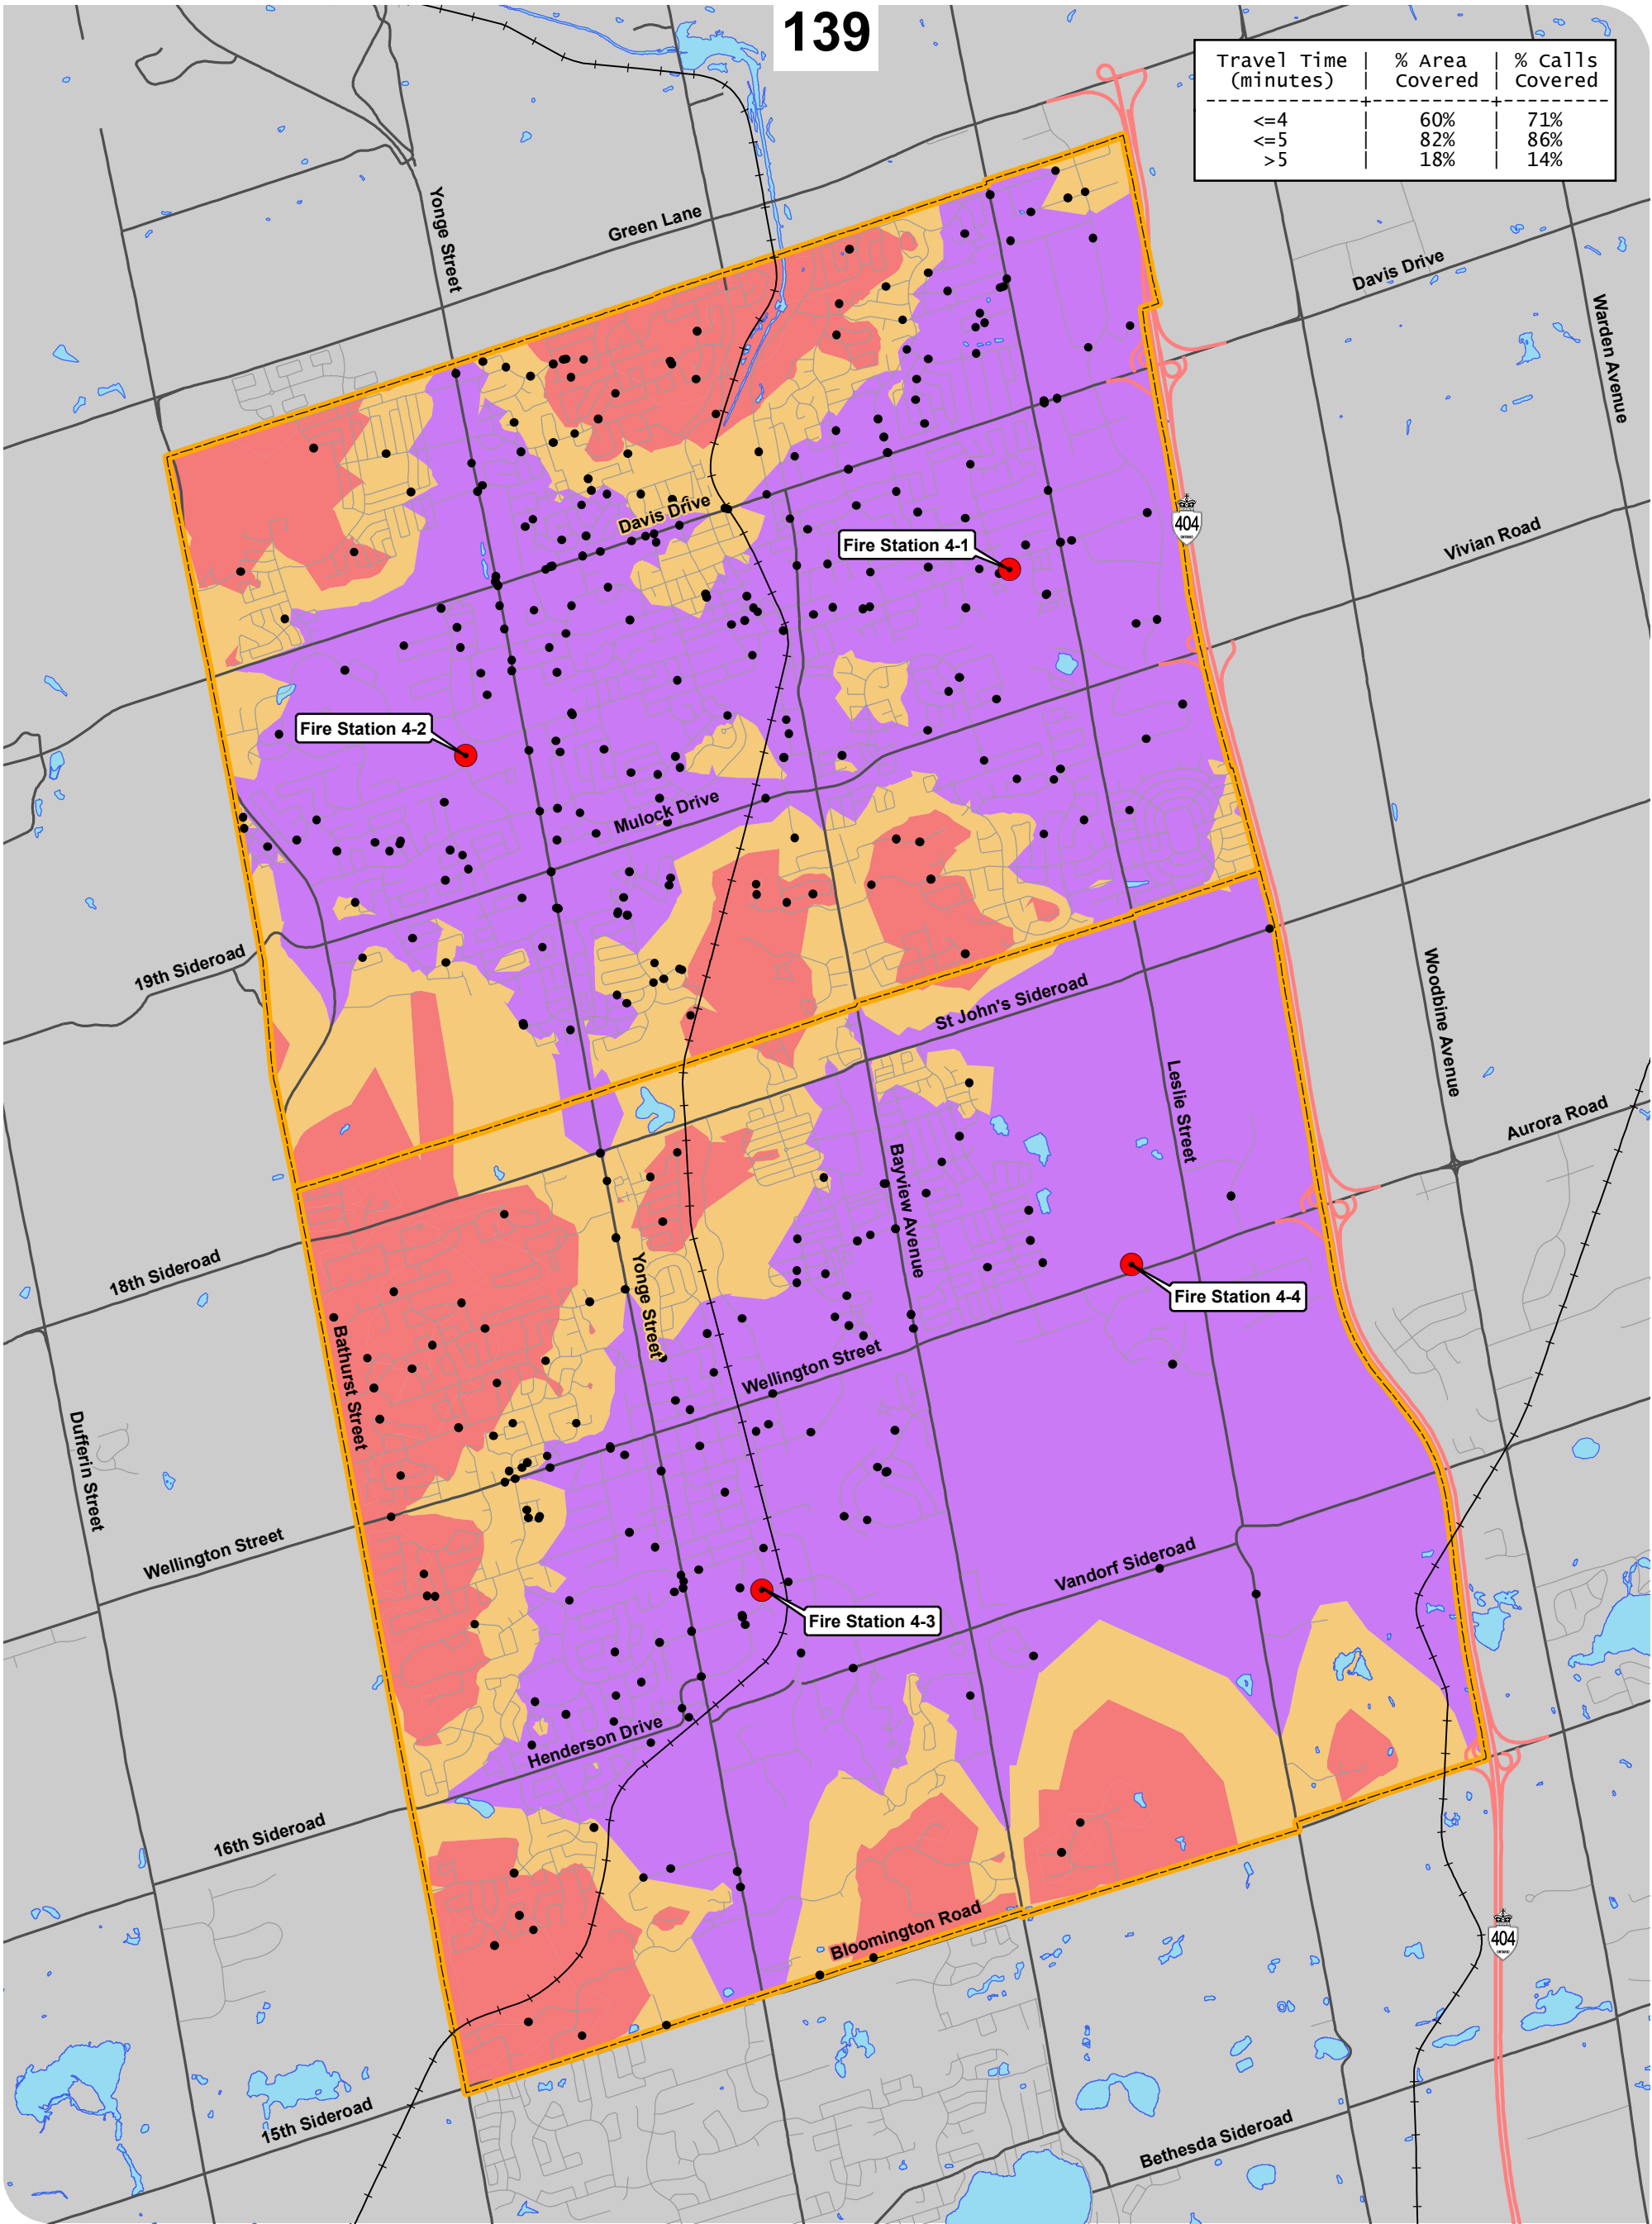 139
Travel Time | % Area | % Calls
(minutes) | Covered | Covered
-------------+----------+---------
<=4 | 60% | 71%
<=5 | 82% | 86%
>5 | 18% | 14%
Yonge Street
Green Lane
Davis Drive
Warden Avenue
Davis Drive
404
Fire Station 4-1
Vivian Road
Fire Station 4-2
Mulock Drive
19th Sideroad
St John's Sideroad
Woodbine Avenue
Leslie Street
Aurora Road
Bayview Avenue
18th Sideroad
Yonge Street
Fire Station 4-4
Bathurst Street
Wellington Street
Dufferin Street
Wellington Street
Vandorf Sideroad
Fire Station 4-3
Henderson Drive
16th Sideroad
Bloomington Road
404
15th Sideroad
Bethesda Sideroad